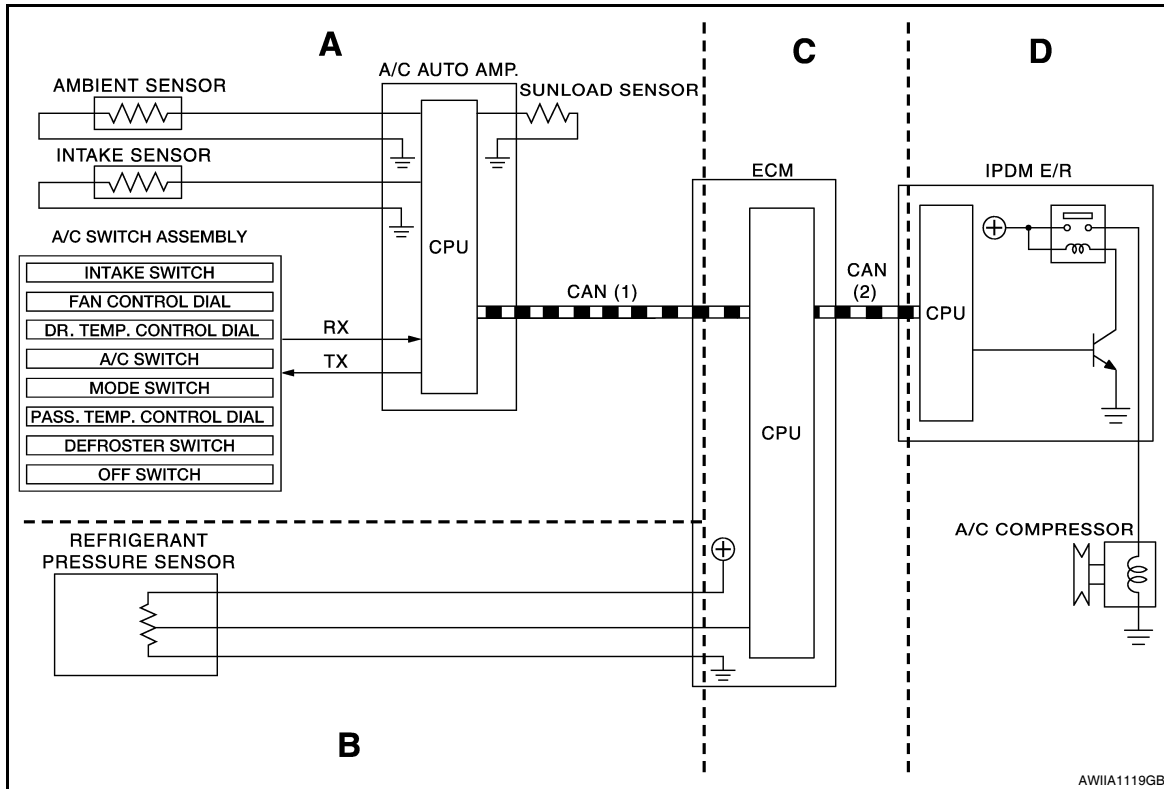 A
C
D
A/C AUTO AMP.
AMBIENT SENSOR
SUNLOAD SENSOR
INTAKE SENSOR
ECM
IPDM E/R
A/C SWITCH ASSEMBLY
CPU
INTAKE SWITCH
FAN CONTROL DIAL
DR. TEMP. CONTROL DIAL
A/C SWITCH
MODE SWITCH
PASS. TEMP. CONTROL DIAL
DEFROSTER SWITCH
OFF SWITCH
RX
TX
CAN (1)
CAN
(2)
CPU
CPU
REFRIGERANT
PRESSURE SENSOR
A/C COMPRESSOR
B
AWIIA1119GB